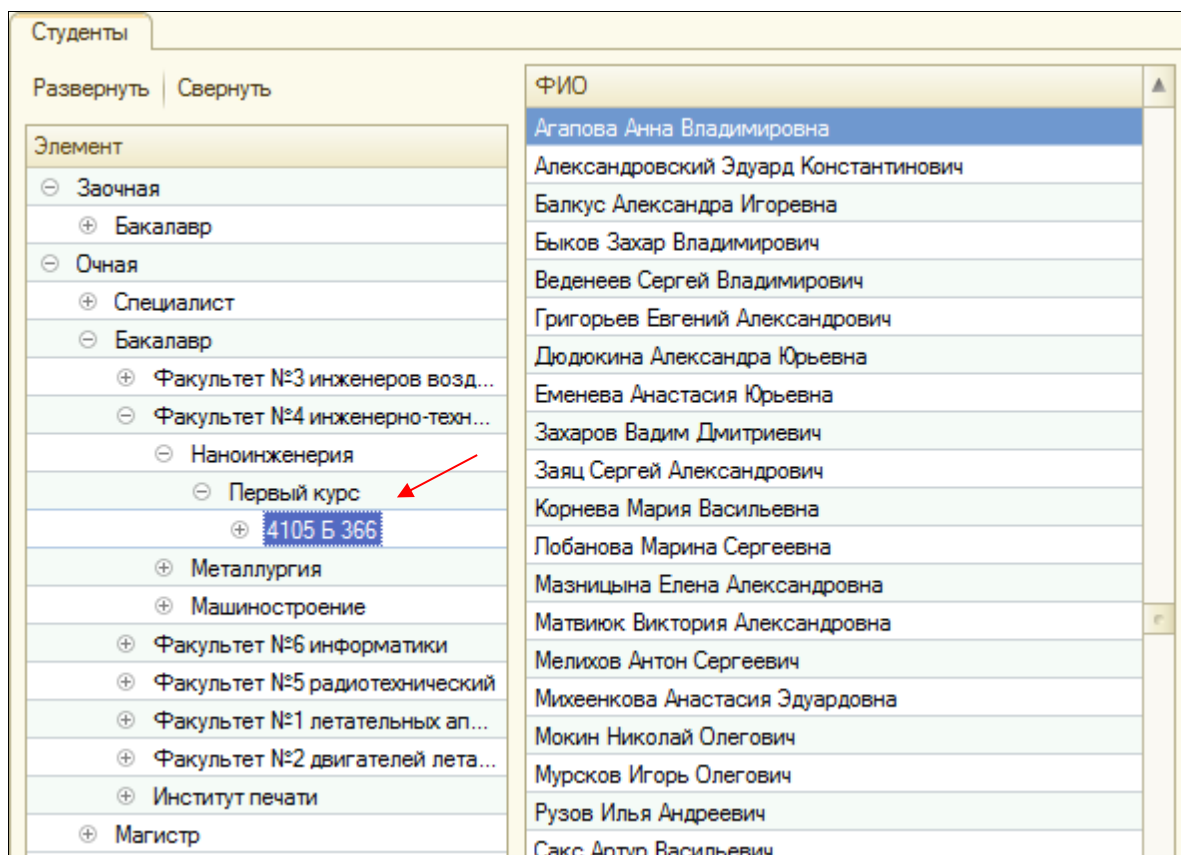 Студенты
Развернуть Свернуть
Элемент
Заочная
Бакалавр
Очная
Специалист
Бакалавр
Факультет №3 инженеров возд...
Факультет №4 инженерно-техн...
Наноинженерия
Первый курс
4105 Б 366
Металлургия
Машиностроение
Факультет №6 информатики
Факультет №5 радиотехнический
Факультет №1 летательных ап...
Факультет №2 двигателей лета...
Институт печати
Магистр
ФИО
Агапова Анна Владимировна
Александровский Эдуард Константинович
Балкус Александра Игоревна
Быков Захар Владимирович
Веденеев Сергей Владимирович
Григорьев Евгений Александрович
Дюдюкина Александра Юрьевна
Еменева Анастасия Юрьевна
Захаров Вадим Дмитриевич
Заяц Сергей Александрович
Корнева Мария Васильевна
Лобанова Марина Сергеевна
Мазницына Елена Александровна
Матвиюк Виктория Александровна
Мелихов Антон Сергеевич
Михеенкова Анастасия Эдуардовна
Мокин Николай Олегович
Мурсков Игорь Олегович
Рузов Илья Андреевич
Сакс Артур Васильевич